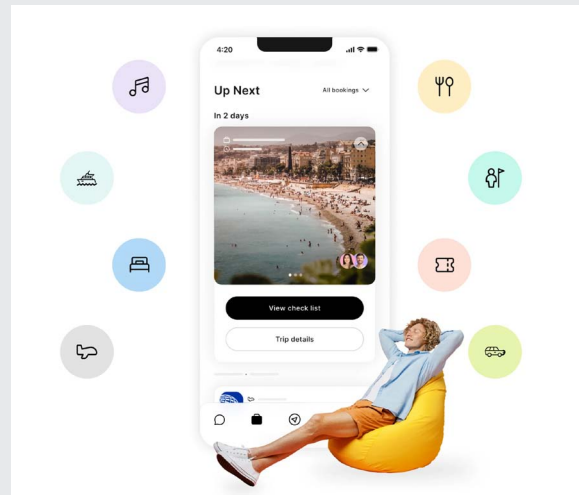 4:20
Up Next
All bookings
In 2 days
View check list
Trip details